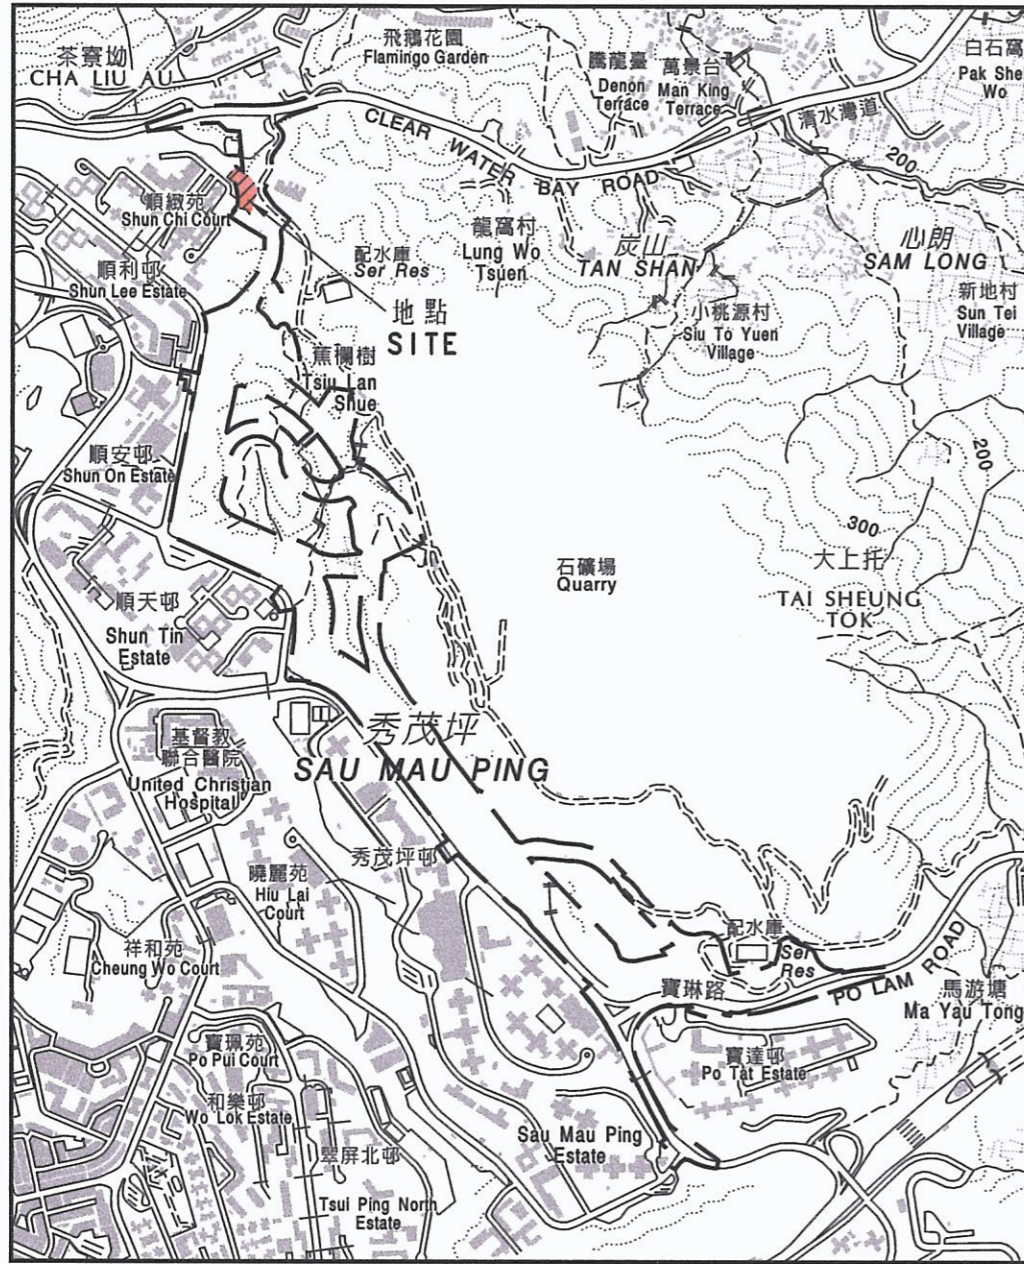 茶寮坳
CHA LIU AU
飛鵝花園
Flamingo Garden
騰龍臺
Denon
Terrace
萬景台
Man King
Terrace
白石窩
Pak She
Wo
清水灣道
CLEAR WATER BAY ROAD
200
順緻苑
Shun Chi Court
龍窩村
Lung Wo
Tsuen
炭山
TAN SHAN
心朗
SAM LONG
配水庫
Ser Res
順利邨
Shun Lee Estate
地點
SITE
小桃源村
Siu To Yuen
Village
新地村
Sun Tei
Village
蕉欄樹
Tsiu Lan
Shue
順安邨
Shun On Estate
200
300
石礦場
Quarry
大上托
TAI SHEUNG
TOK
順天邨
Shun Tin
Estate
秀茂坪
SAU MAU PING
基督教
聯合醫院
United Christian
Hospital
秀茂坪邨
曉麗苑
Hiu Lai
Court
祥和苑
Cheung Wo Court
配水庫
Ser
Res
寶琳路
PO LAM ROAD
馬游塘
Ma Yau Tong
寶珮苑
Po Pui Court
寶達邨
Po Tat Estate
和樂邨
Wo Lok Estate
翠屏北邨
Tsui Ping North
Estate
Sau Mau Ping
Estate